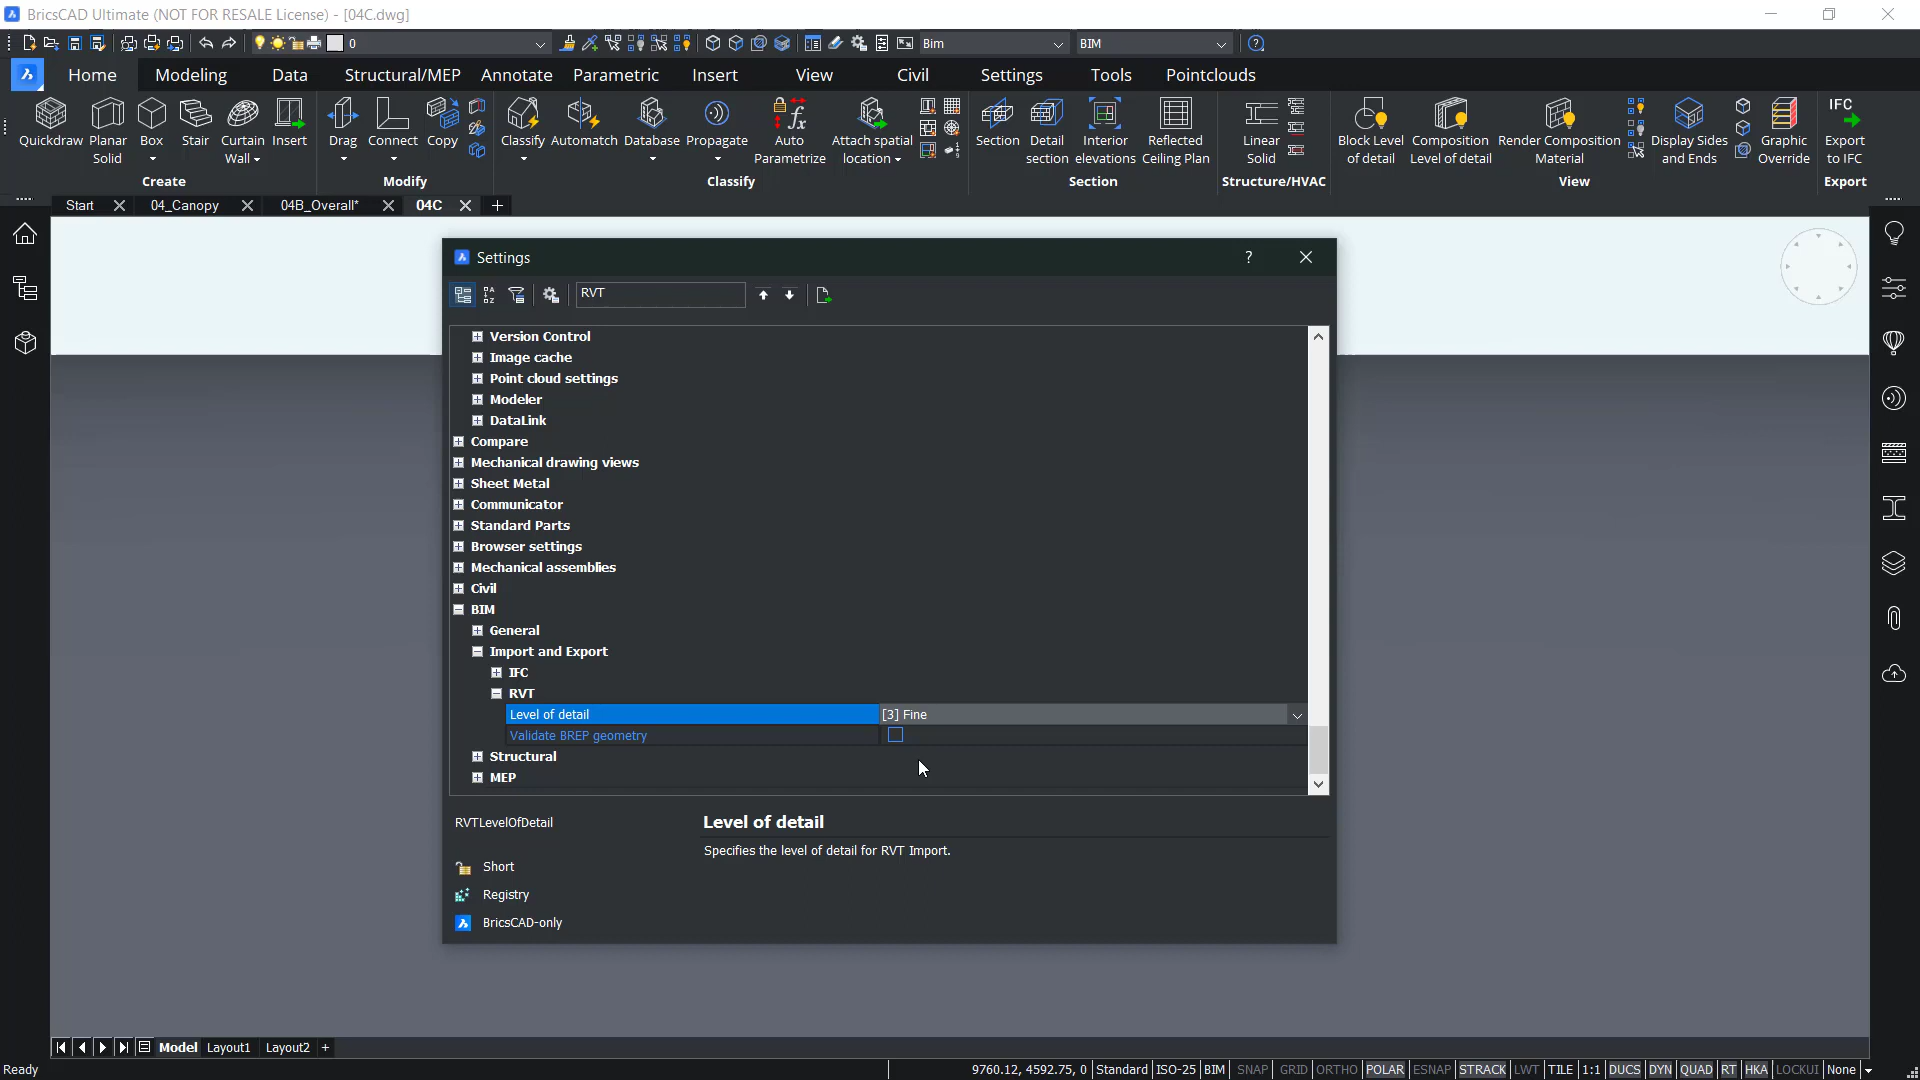 BricsCAD Ultimate (NOT FOR RESALE License) - [04C.dwg]
0
Bim
BIM
Home
Modeling
Data
Structural/MEP
Annotate
Parametric
Insert
View
Civil
Settings
Tools
Pointclouds
Quickdraw
Planar Solid
Box
Stair
Curtain Wall
Insert
Drag
Connect
Copy
Classify
Automatch
Database
Propagate
Auto Parametrize
Attach spatial location
Section
Detail section
Interior elevations
Reflected Ceiling Plan
Linear Solid
Block Level of detail
Composition Level of detail
Render Composition Material
Display Sides and Ends
Graphic Override
IFC
Export to IFC
Create
Modify
Classify
Section
Structure/HVAC
View
Export
Start
04_Canopy
04B_Overall*
04C
Settings
?
RVT
Version Control
Image cache
Point cloud settings
Modeler
DataLink
Compare
Mechanical drawing views
Sheet Metal
Communicator
Standard Parts
Browser settings
Mechanical assemblies
Civil
BIM
General
Import and Export
IFC
RVT
Level of detail [3] Fine
Validate BREP geometry
Structural
MEP
RVTLevelOfDetail
Level of detail
Specifies the level of detail for RVT Import.
Short
Registry
BricsCAD-only
Model
Layout1
Layout2
+
Ready
9760.12, 4592.75, 0 Standard ISO-25 BIM SNAP GRID ORTHO POLAR ESNAP STRACK LWT TILE 1:1 DUCS DYN QUAD RT HKA LOCKUI None